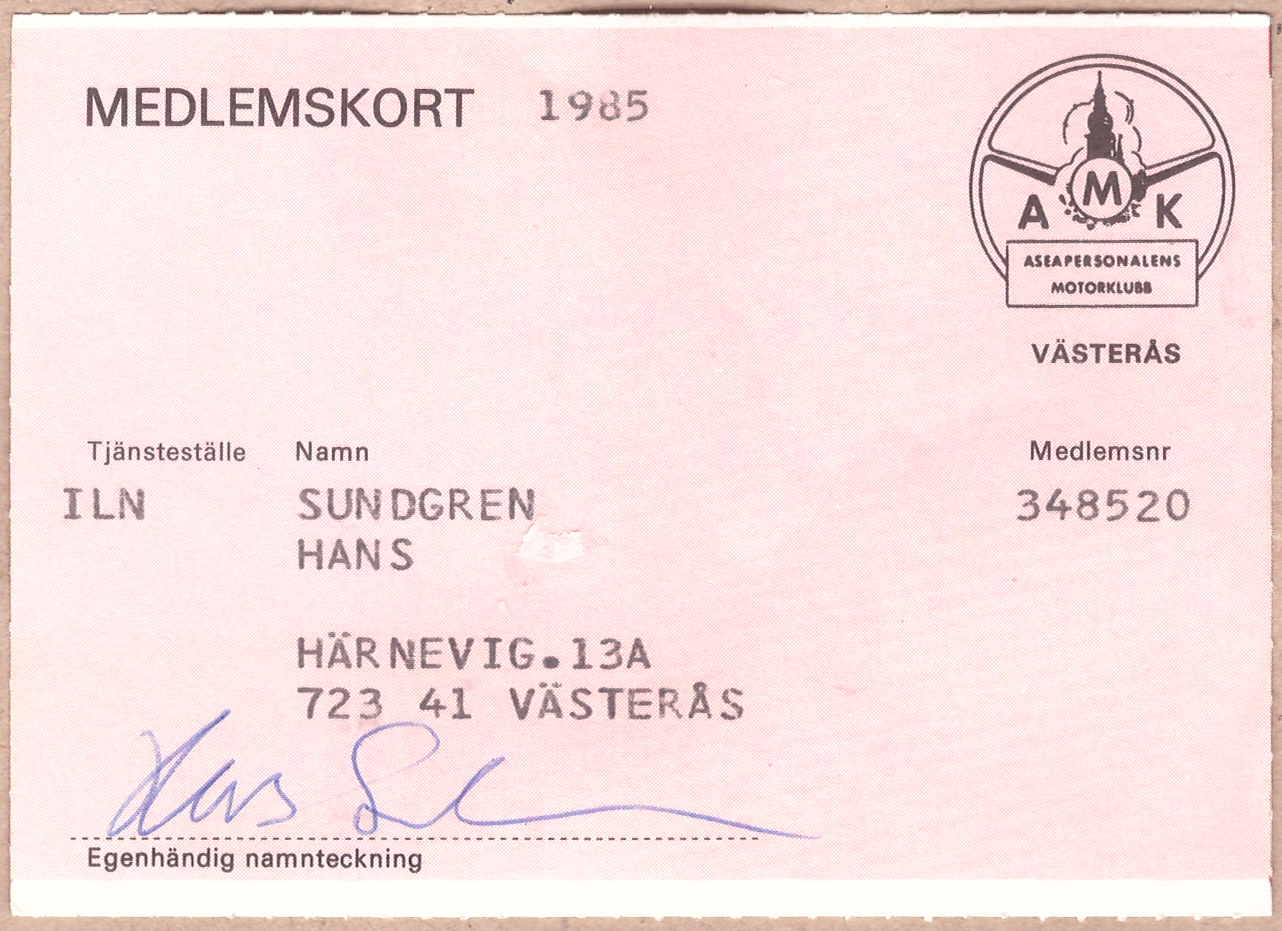 MEDLEMSKORT 1985
A M K
ASEAPERSONALENS
MOTORKLUBB
VÄSTERÅS
Tjänsteställe Namn Medlemsnr
ILN SUNDGREN 348520
HANS
HÄRNEVIG.13A
723 41 VÄSTERÅS
Hans
Egenhändig namnteckning